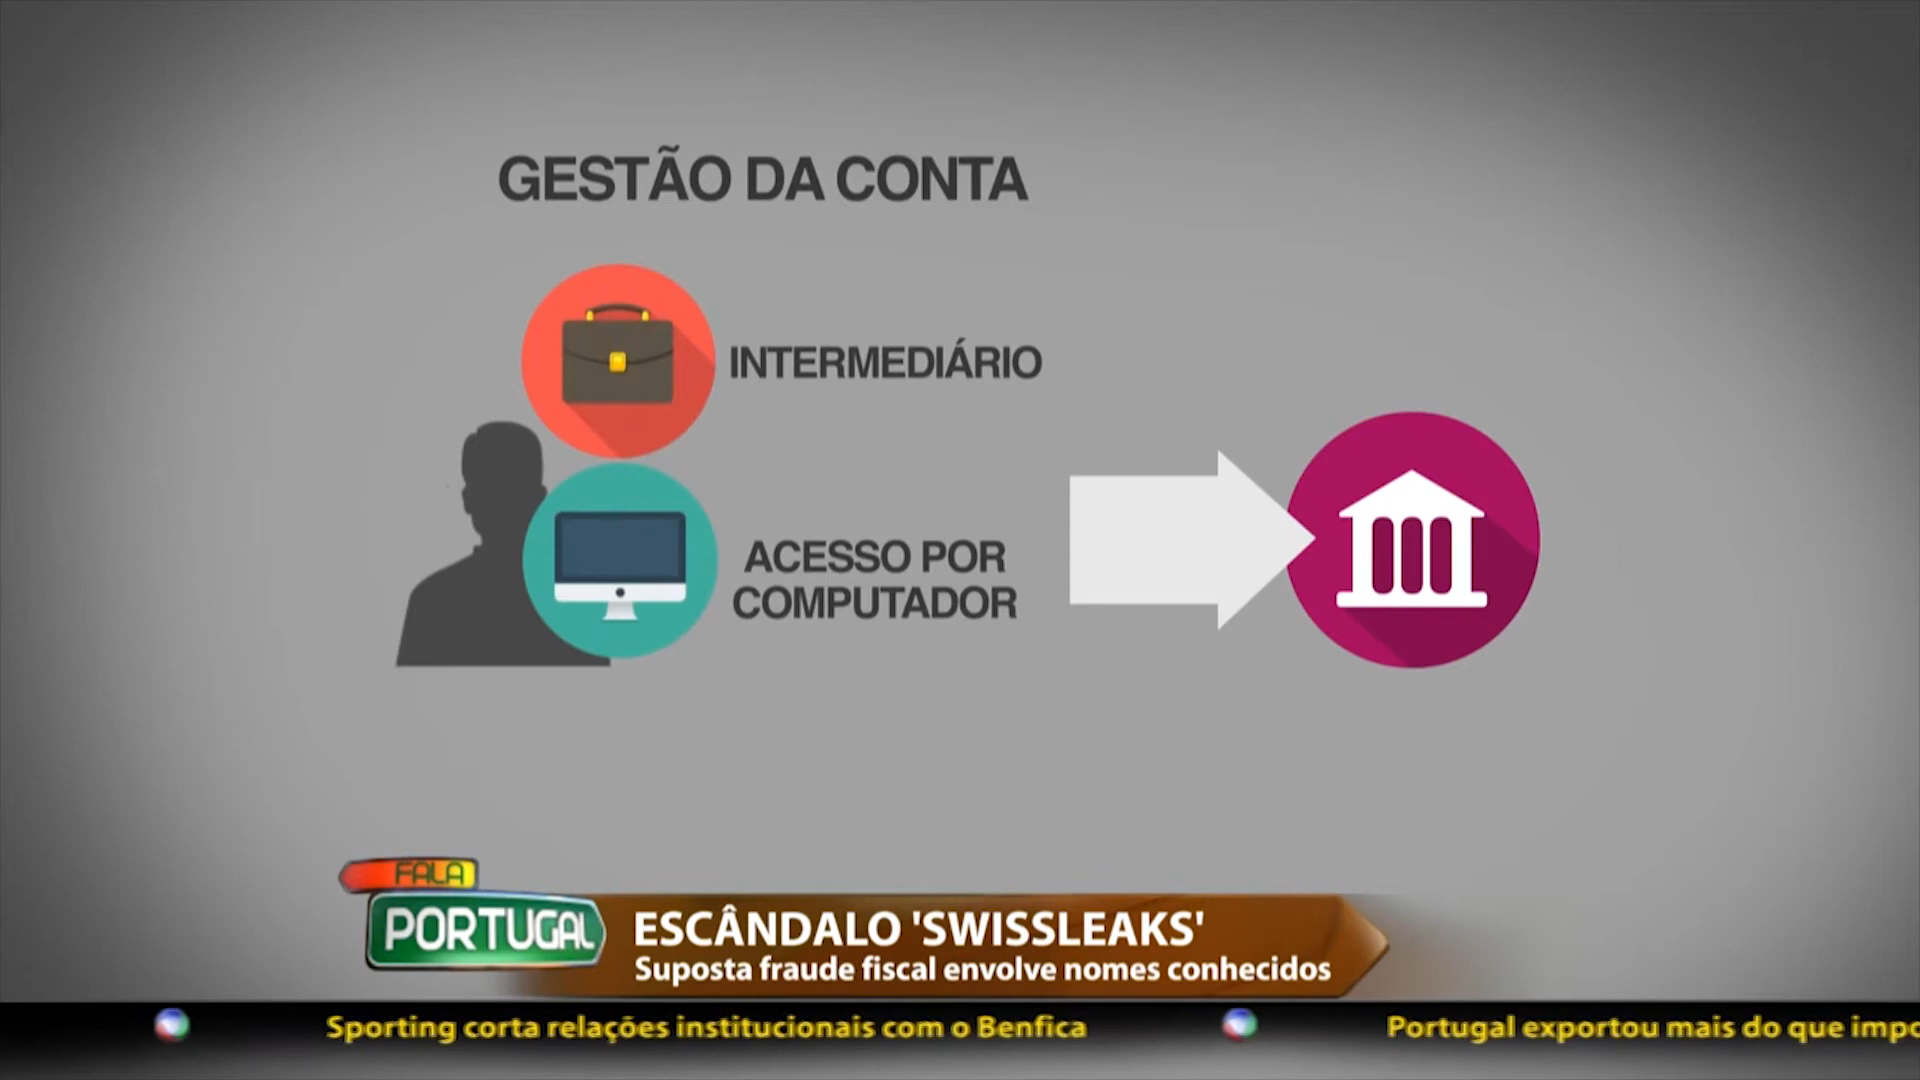 GESTÃO DA CONTA
INTERMEDIÁRIO
ACESSO POR
COMPUTADOR
FALA
PORTUGAL
ESCÂNDALO 'SWISSLEAKS'
Suposta fraude fiscal envolve nomes conhecidos
Sporting corta relações institucionais com o Benfica
Portugal exportou mais do que impo